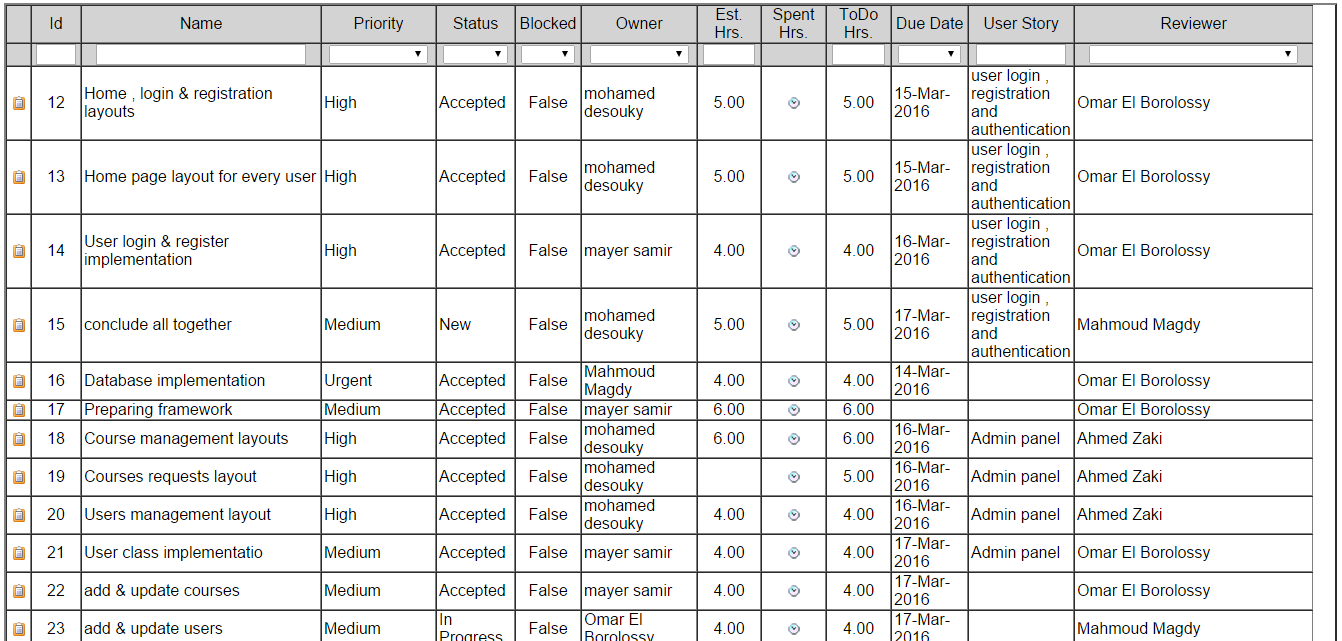 Id Name Priority Status Blocked Owner Est. Hrs. Spent Hrs. ToDo Hrs. Due Date User Story Reviewer
12 Home , login & registration layouts High Accepted False mohamed desouky 5.00 5.00 15-Mar-2016 user login , registration and authentication Omar El Borolossy
13 Home page layout for every user High Accepted False mohamed desouky 5.00 5.00 15-Mar-2016 user login , registration and authentication Omar El Borolossy
14 User login & register implementation High Accepted False mayer samir 4.00 4.00 16-Mar-2016 user login , registration and authentication Omar El Borolossy
15 conclude all together Medium New False mohamed desouky 5.00 5.00 17-Mar-2016 user login , registration and authentication Mahmoud Magdy
16 Database implementation Urgent Accepted False Mahmoud Magdy 4.00 4.00 14-Mar-2016 Omar El Borolossy
17 Preparing framework Medium Accepted False mayer samir 6.00 6.00 Omar El Borolossy
18 Course management layouts High Accepted False mohamed desouky 6.00 6.00 16-Mar-2016 Admin panel Ahmed Zaki
19 Courses requests layout High Accepted False mohamed desouky 5.00 16-Mar-2016 Admin panel Ahmed Zaki
20 Users management layout High Accepted False mohamed desouky 4.00 4.00 16-Mar-2016 Admin panel Ahmed Zaki
21 User class implementatio Medium Accepted False mayer samir 4.00 4.00 17-Mar-2016 Admin panel Omar El Borolossy
22 add & update courses Medium Accepted False mayer samir 4.00 4.00 17-Mar-2016 Omar El Borolossy
23 add & update users Medium In Progress False Omar El Borolossy 4.00 4.00 17-Mar-2016 Mahmoud Magdy